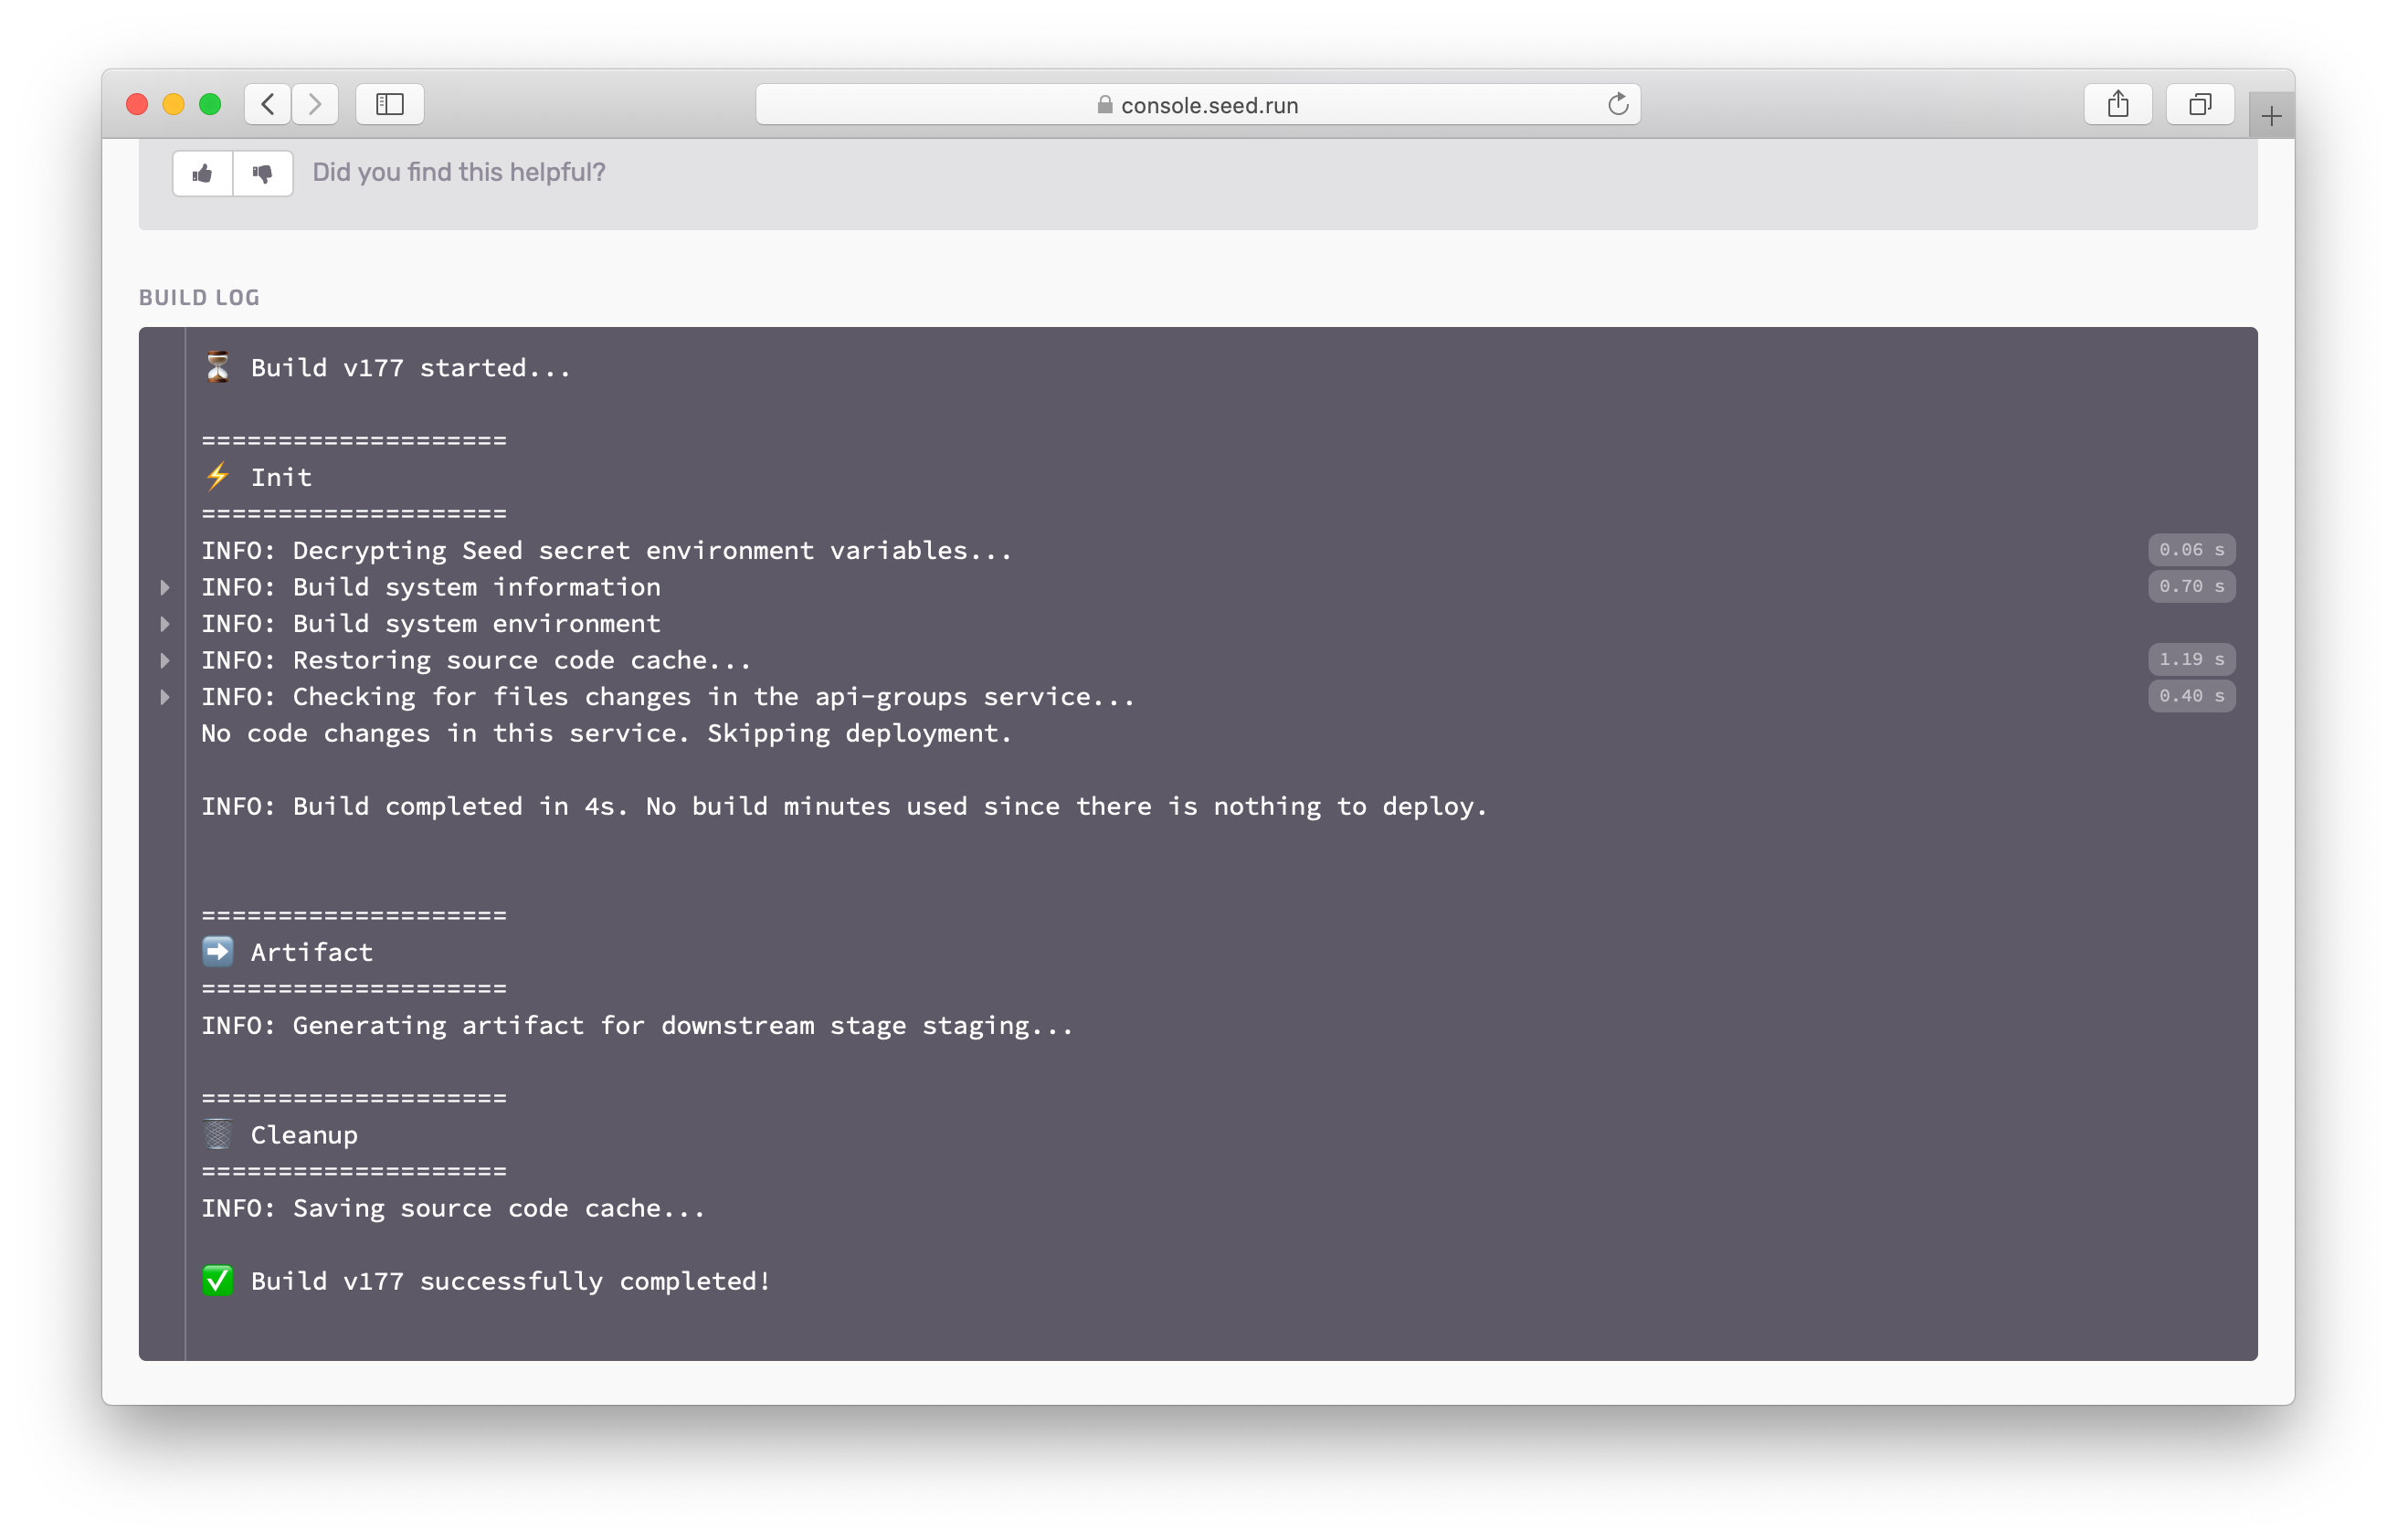 console.seed.run
Did you find this helpful?
BUILD LOG
⏳ Build v177 started...
====================
⚡ Init
====================
INFO: Decrypting Seed secret environment variables... 0.06 s
INFO: Build system information 0.70 s
INFO: Build system environment
INFO: Restoring source code cache... 1.19 s
INFO: Checking for files changes in the api-groups service... 0.40 s
No code changes in this service. Skipping deployment.
INFO: Build completed in 4s. No build minutes used since there is nothing to deploy.
====================
➡️ Artifact
====================
INFO: Generating artifact for downstream stage staging...
====================
🗑️ Cleanup
====================
INFO: Saving source code cache...
✅ Build v177 successfully completed!